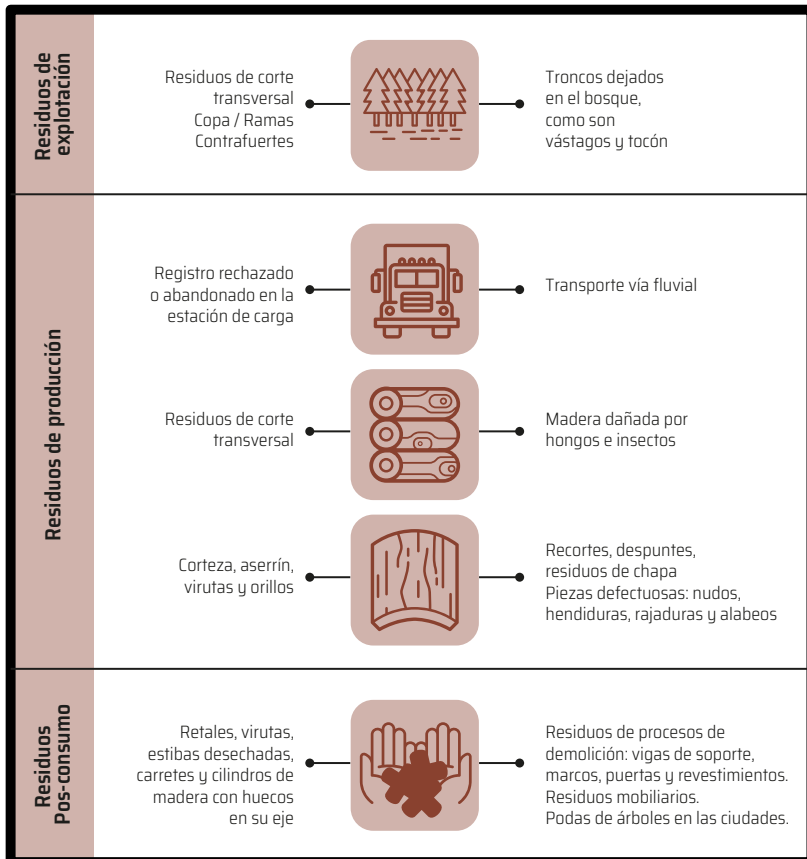 Residuos de
explotación
Residuos de corte
transversal
Copa / Ramas
Contrafuertes
Troncos dejados
en el bosque,
como son
vástagos y tocón
Residuos de producción
Registro rechazado
o abandonado en la
estación de carga
Transporte vía fluvial
Residuos de corte
transversal
Madera dañada por
hongos e insectos
Corteza, aserrín,
virutas y orillos
Recortes, despuntes,
residuos de chapa
Piezas defectuosas: nudos,
hendiduras, rajaduras y alabeos
Residuos
Pos-consumo
Retales, virutas,
estibas desechadas,
carretes y cilindros de
madera con huecos
en su eje
Residuos de procesos de
demolición: vigas de soporte,
marcos, puertas y revestimientos.
Residuos mobiliarios.
Podas de árboles en las ciudades.